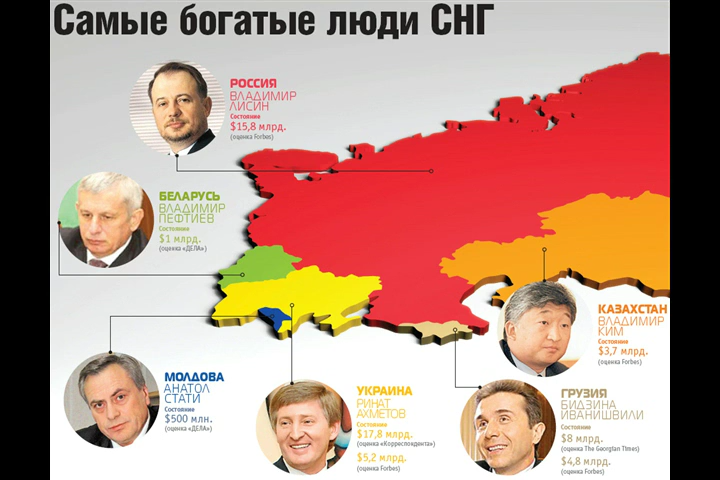 Самые богатые люди СНГ
РОССИЯ
ВЛАДИМИР
ЛИСИН
Состояние
$15,8 млрд.
(оценка Forbes)
БЕЛАРУСЬ
ВЛАДИМИР
ПЕФТИЕВ
Состояние
$1 млрд.
(оценка «ДЕЛА»)
КАЗАХСТАН
ВЛАДИМИР
КИМ
Состояние
$3,7 млрд.
(оценка Forbes)
МОЛДОВА
АНАТОЛ
СТАТИ
Состояние
$500 млн.
(оценка «ДЕЛА»)
УКРАИНА
РИНАТ
АХМЕТОВ
Состояние
$17,8 млрд.
(оценка «Корреспондента»)
$5,2 млрд.
(оценка Forbes)
ГРУЗИЯ
БИДЗИНА
ИВАНИШВИЛИ
Состояние
$8 млрд.
(оценка The Georgian Times)
$4,8 млрд.
(оценка Forbes)